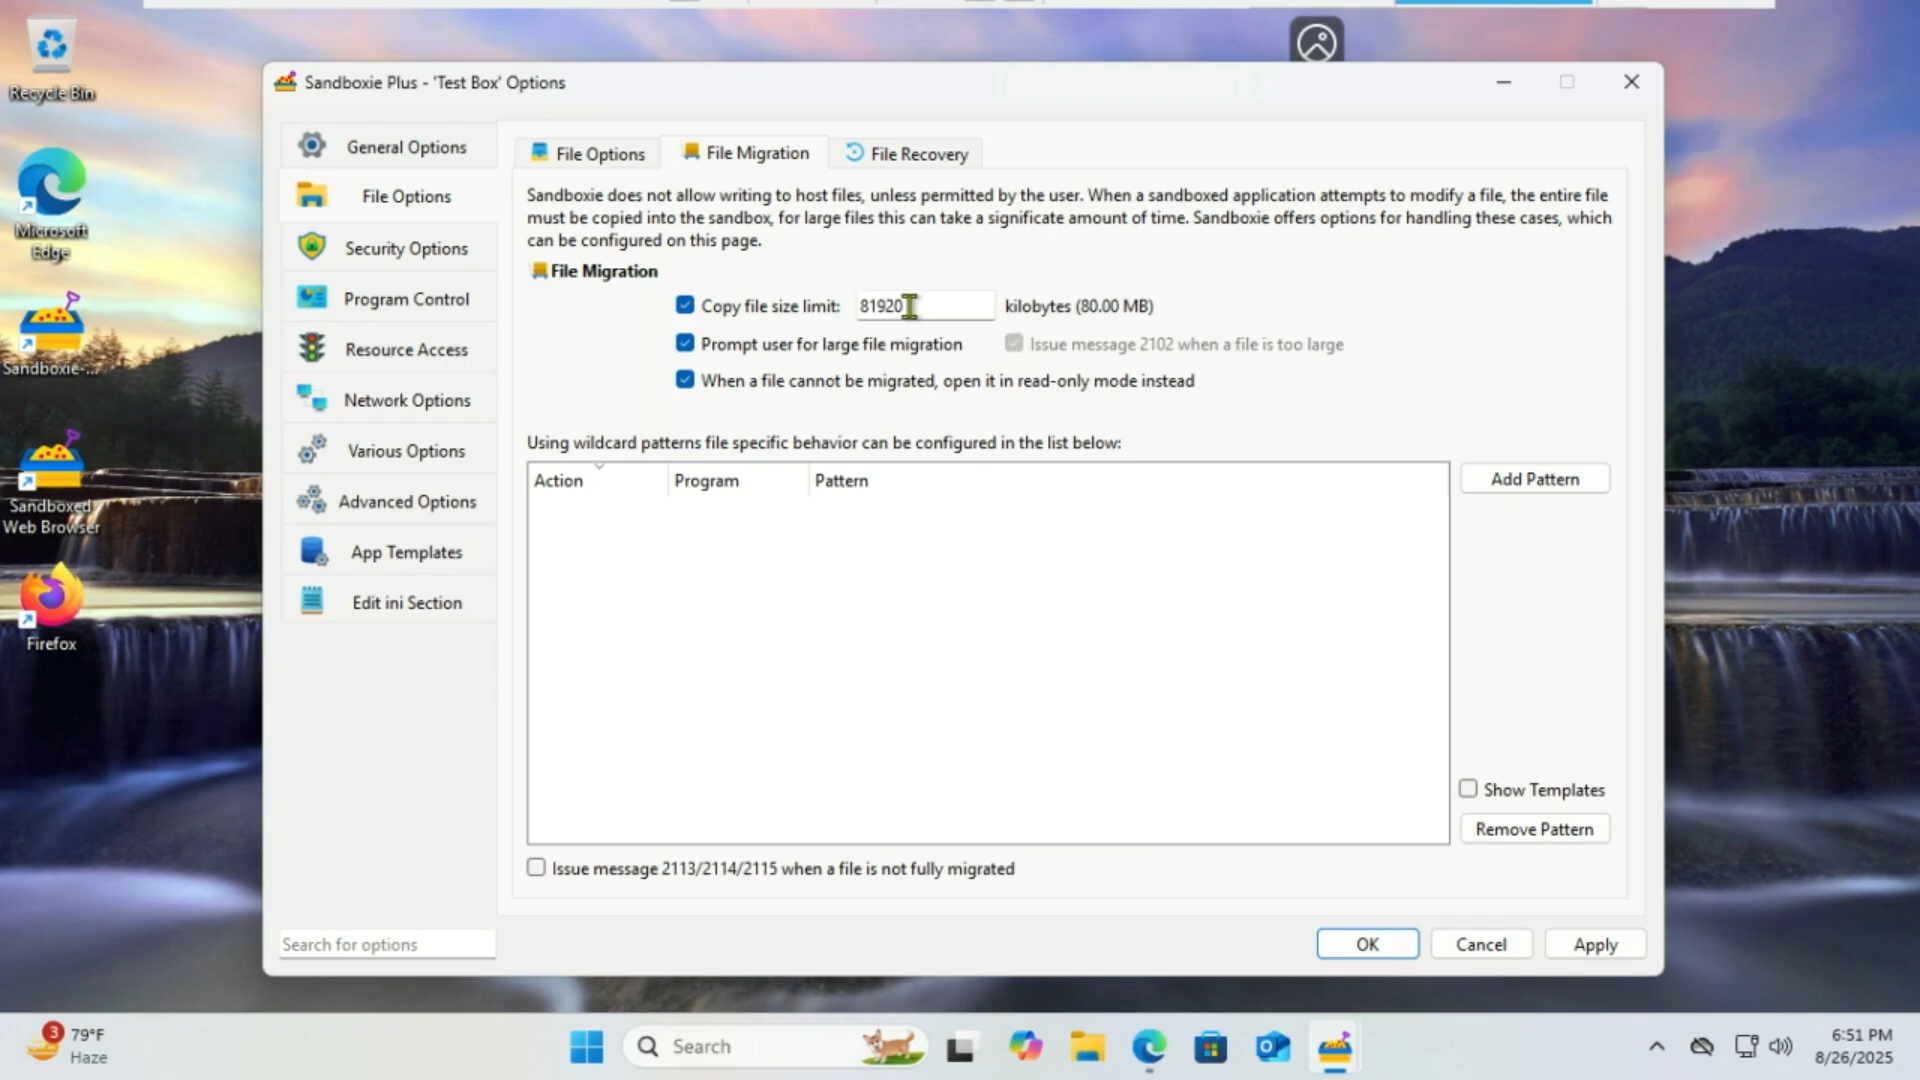 Recycle Bin
Microsoft
Edge
Sandboxie-...
Sandboxed
Web Browser
Firefox
Sandboxie Plus - 'Test Box' Options
General Options
File Options
Security Options
Program Control
Resource Access
Network Options
Various Options
Advanced Options
App Templates
Edit ini Section
Search for options
File Options
File Migration
File Recovery
Sandboxie does not allow writing to host files, unless permitted by the user. When a sandboxed application attempts to modify a file, the entire file
must be copied into the sandbox, for large files this can take a significate amount of time. Sandboxie offers options for handling these cases, which
can be configured on this page.
File Migration
Copy file size limit: 81920 kilobytes (80.00 MB)
Prompt user for large file migration Issue message 2102 when a file is too large
When a file cannot be migrated, open it in read-only mode instead
Using wildcard patterns file specific behavior can be configured in the list below:
Action Program Pattern
Add Pattern
Show Templates
Remove Pattern
Issue message 2113/2114/2115 when a file is not fully migrated
OK Cancel Apply
3
79°F
Haze
Search
6:51 PM
8/26/2025